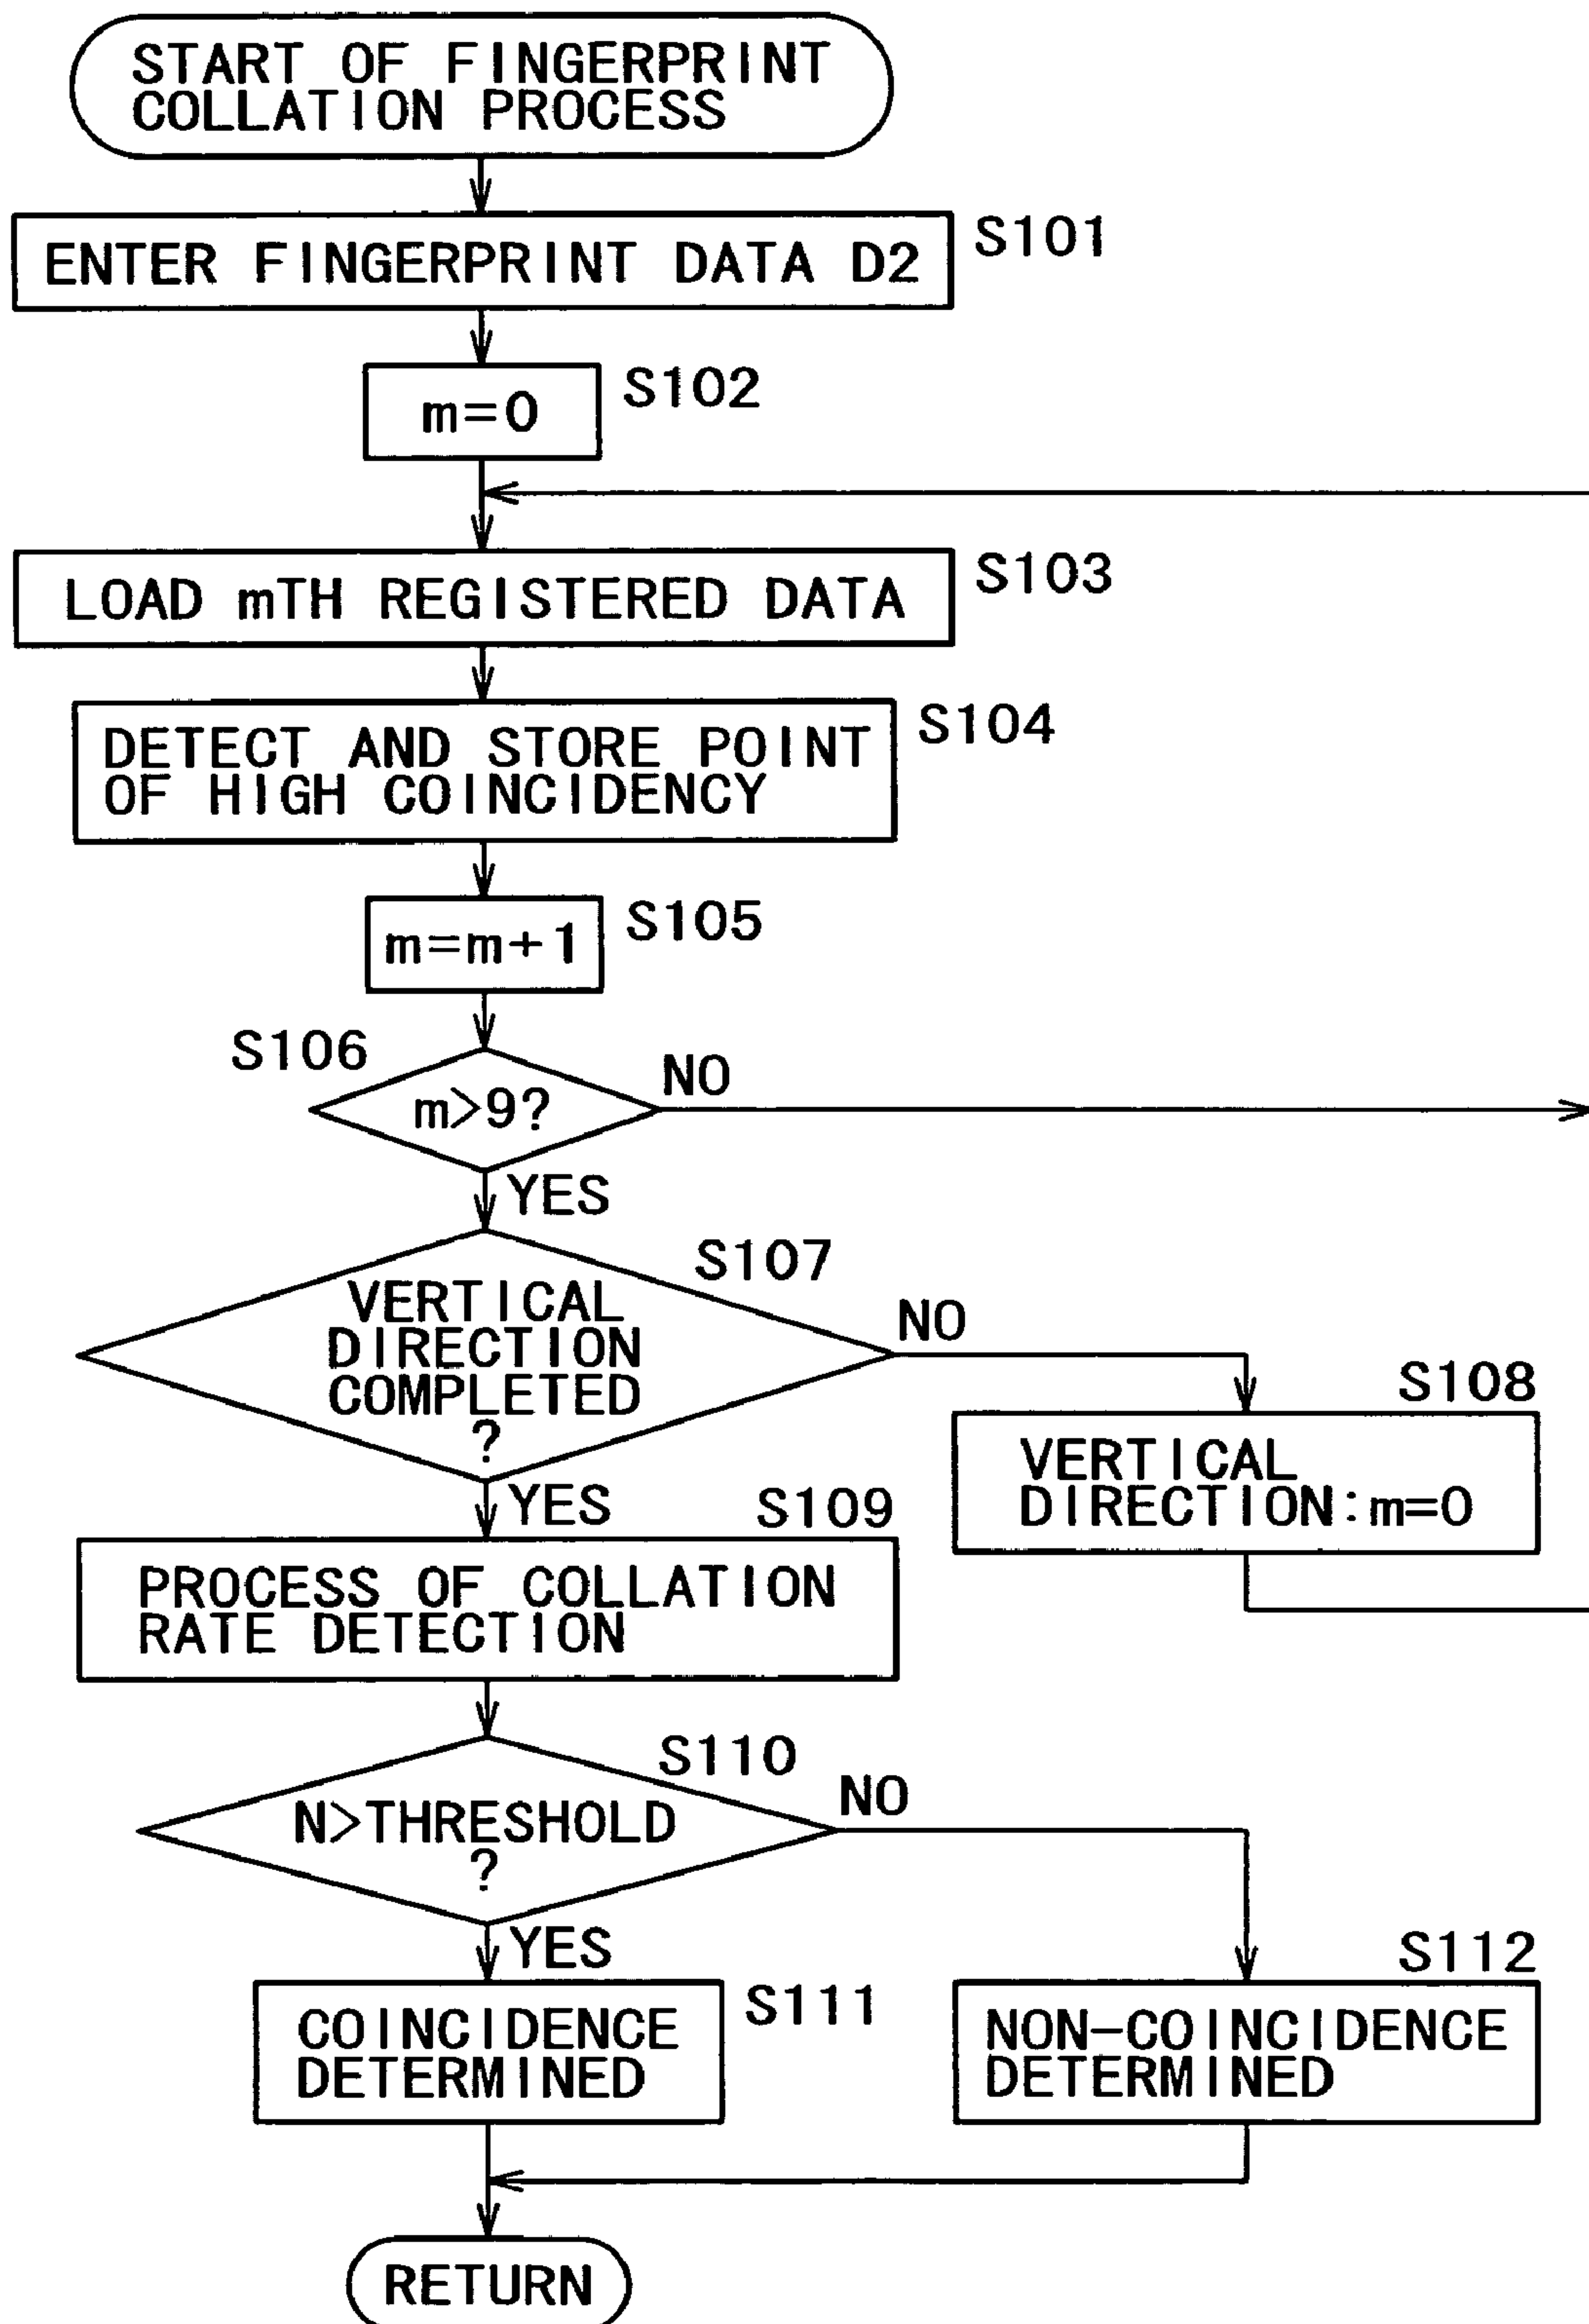 START OF FINGERPRINT
COLLATION PROCESS
ENTER FINGERPRINT DATA D2
S101
m=0
S102
LOAD mTH REGISTERED DATA
S103
DETECT AND STORE POINT
OF HIGH COINCIDENCY
S104
m=m+1
S105
S106
m>9?
NO
YES
S107
VERTICAL
DIRECTION
COMPLETED
?
NO
YES
S108
VERTICAL
DIRECTION:m=0
S109
PROCESS OF COLLATION
RATE DETECTION
S110
N>THRESHOLD
?
NO
YES
COINCIDENCE
DETERMINED
S111
S112
NON-COINCIDENCE
DETERMINED
RETURN